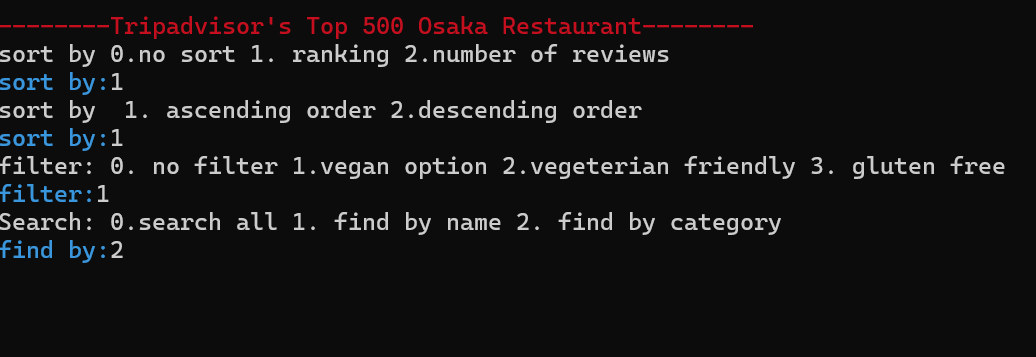 --------Tripadvisor's Top 500 Osaka Restaurant--------
sort by 0.no sort 1. ranking 2.number of reviews
sort by:1
sort by  1. ascending order 2.descending order
sort by:1
filter: 0. no filter 1.vegan option 2.vegeterian friendly 3. gluten free
filter:1
Search: 0.search all 1. find by name 2. find by category
find by:2